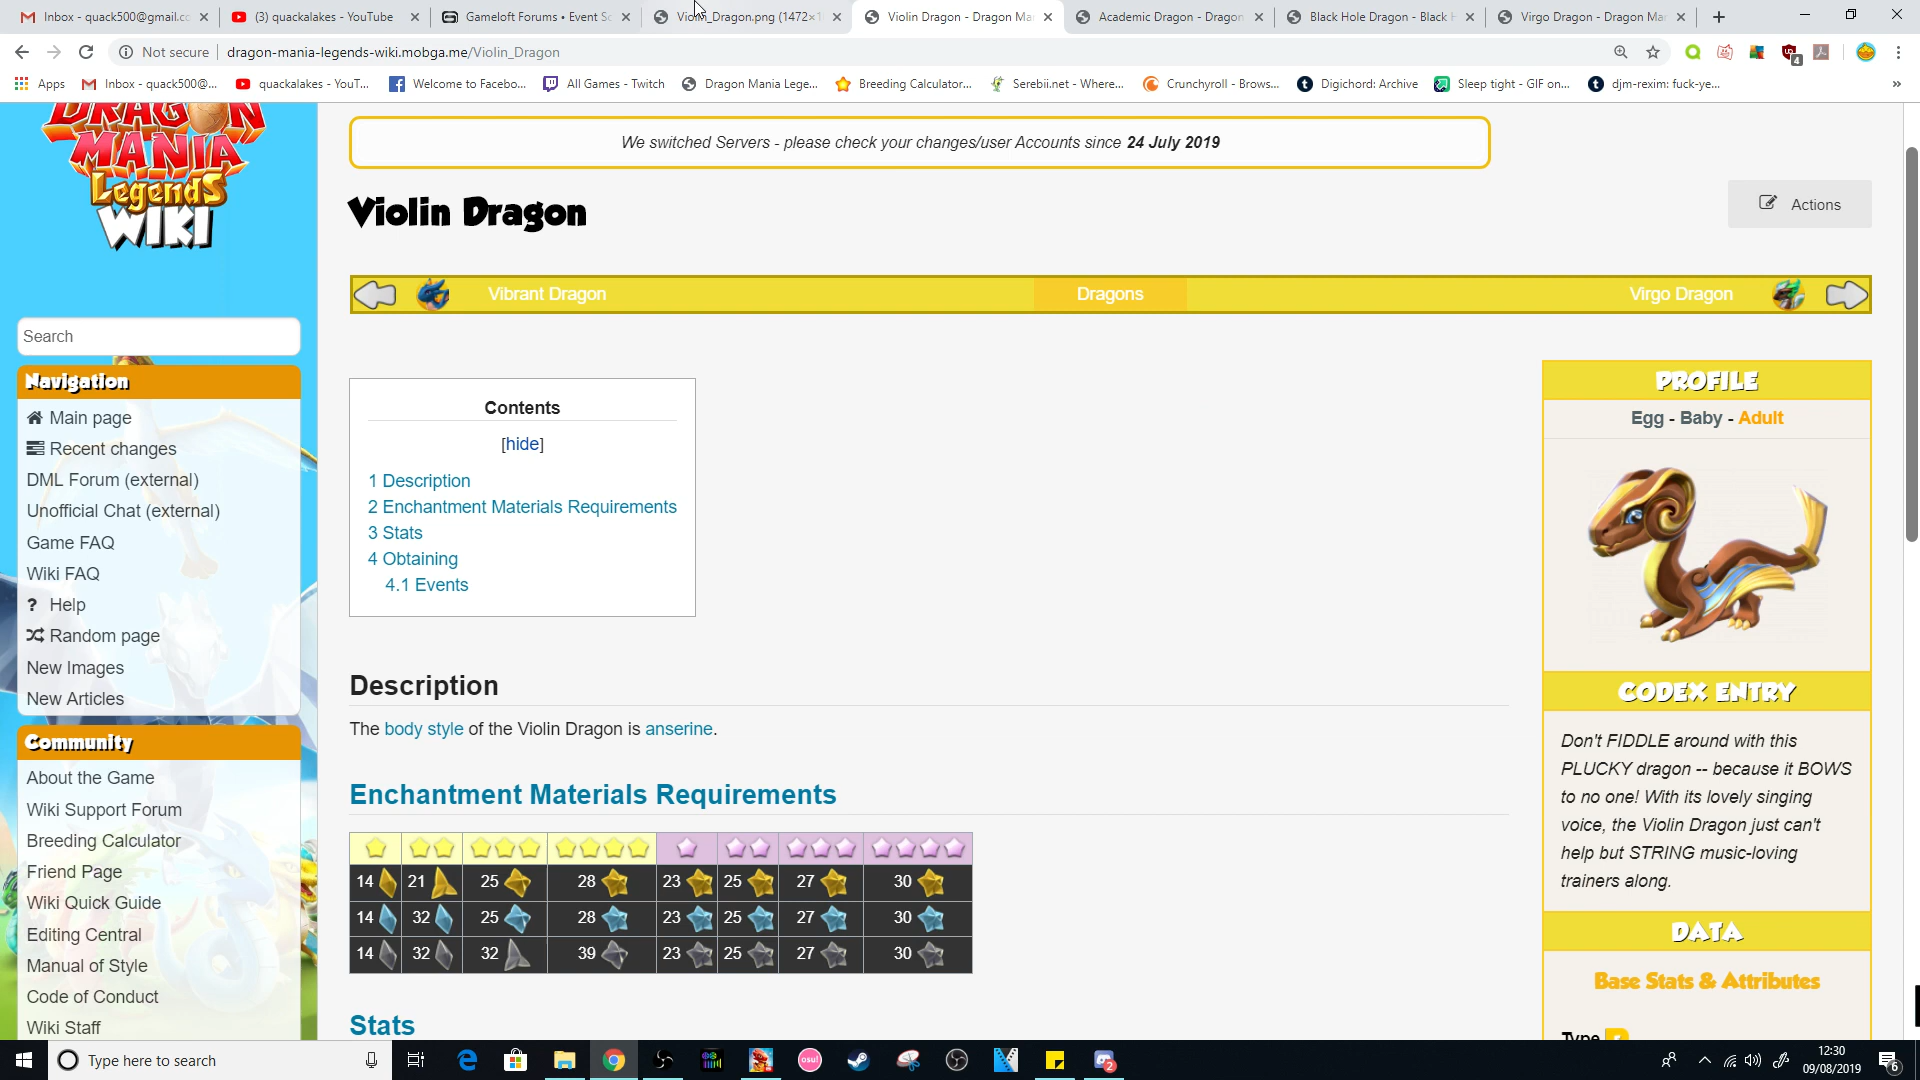 Inbox - quack500@gmail.cc
(3) quackalakes - YouTube
Gameloft Forums • Event Sc
Violin_Dragon.png (1472×1
Violin Dragon - Dragon Ma
Academic Dragon - Dragon
Black Hole Dragon - Black H
Virgo Dragon - Dragon Ma
Not secure
dragon-mania-legends-wiki.mobga.me/Violin_Dragon
4
Apps
Inbox - quack500@...
quackalakes - YouT...
Welcome to Facebo...
All Games - Twitch
Dragon Mania Lege...
Breeding Calculator...
Serebii.net - Where...
Crunchyroll - Brows...
Digichord: Archive
Sleep tight - GIF on...
djm-rexim: fuck-ye...
»
DRAGON
MANIA
Legends
WIKI
We switched Servers - please check your changes/user Accounts since 24 July 2019
Violin Dragon
Actions
Vibrant Dragon
Dragons
Virgo Dragon
Search
Navigation
Main page
Recent changes
DML Forum (external)
Unofficial Chat (external)
Game FAQ
Wiki FAQ
? Help
Random page
New Images
New Articles
Community
About the Game
Wiki Support Forum
Breeding Calculator
Friend Page
Wiki Quick Guide
Editing Central
Manual of Style
Code of Conduct
Wiki Staff
Contents
[hide]
1 Description
2 Enchantment Materials Requirements
3 Stats
4 Obtaining
4.1 Events
Description
The body style of the Violin Dragon is anserine.
Enchantment Materials Requirements
14 21 25 28 23 25 27 30
14 32 25 28 23 25 27 30
14 32 32 39 23 25 27 30
Stats
PROFILE
Egg - Baby - Adult
CODEX ENTRY
Don't FIDDLE around with this
PLUCKY dragon -- because it BOWS
to no one! With its lovely singing
voice, the Violin Dragon just can't
help but STRING music-loving
trainers along.
DATA
Base Stats & Attributes
Type
Type here to search
osu!
2
12:30
09/08/2019
6